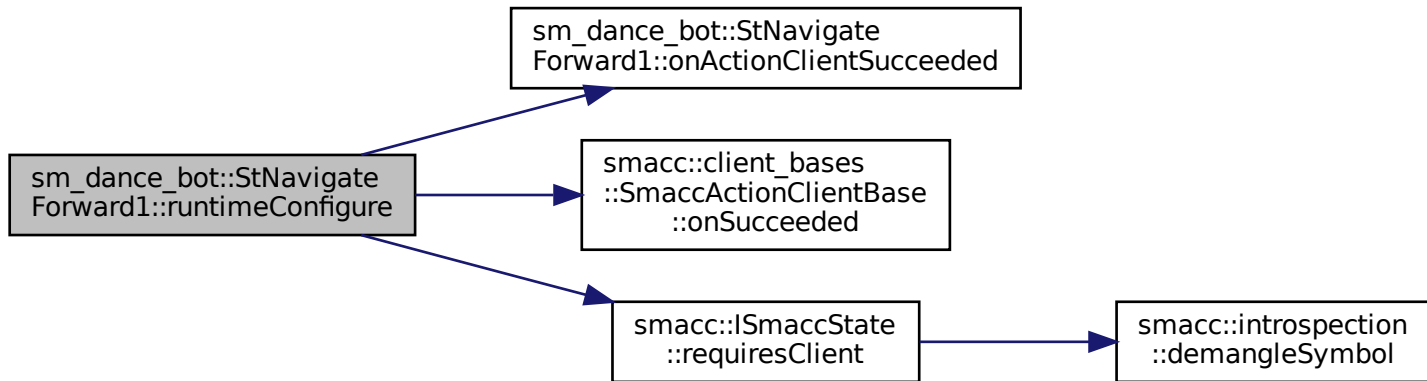 sm_dance_bot::StNavigate
Forward1::runtimeConfigure
sm_dance_bot::StNavigate
Forward1::onActionClientSucceeded
smacc::client_bases
::SmaccActionClientBase
::onSucceeded
smacc::ISmaccState
::requiresClient
smacc::introspection
::demangleSymbol